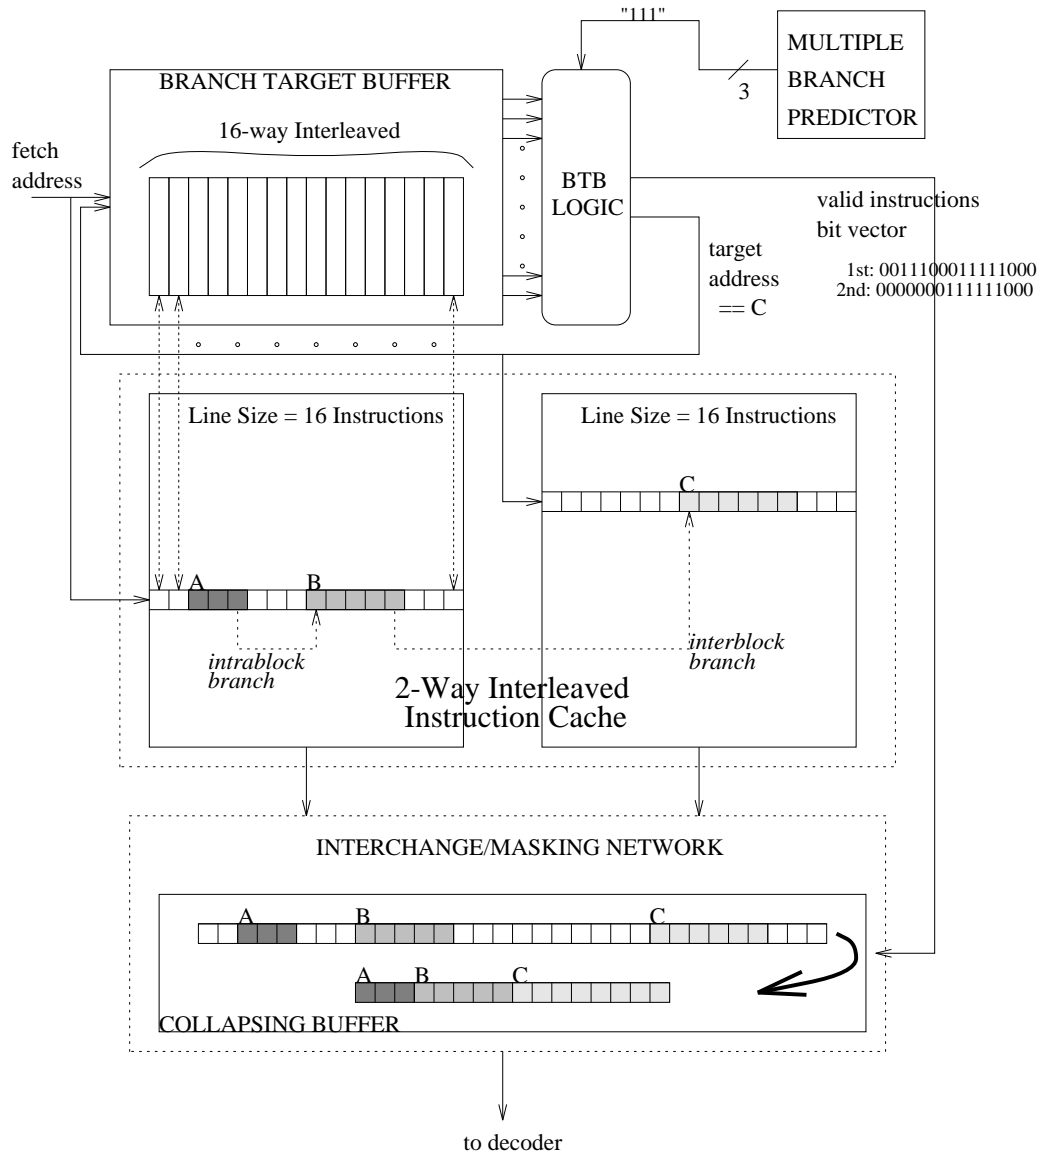 "111"
MULTIPLE
BRANCH
PREDICTOR
3
BRANCH TARGET BUFFER
16-way Interleaved
fetch
address
BTB
LOGIC
valid instructions
bit vector
1st: 0011100011111000
2nd: 0000000111111000
target
address
== C
Line Size = 16 Instructions
Line Size = 16 Instructions
C
A
B
intrablock
branch
interblock
branch
2-Way Interleaved
Instruction Cache
INTERCHANGE/MASKING NETWORK
A
B
C
A
B
C
COLLAPSING BUFFER
to decoder